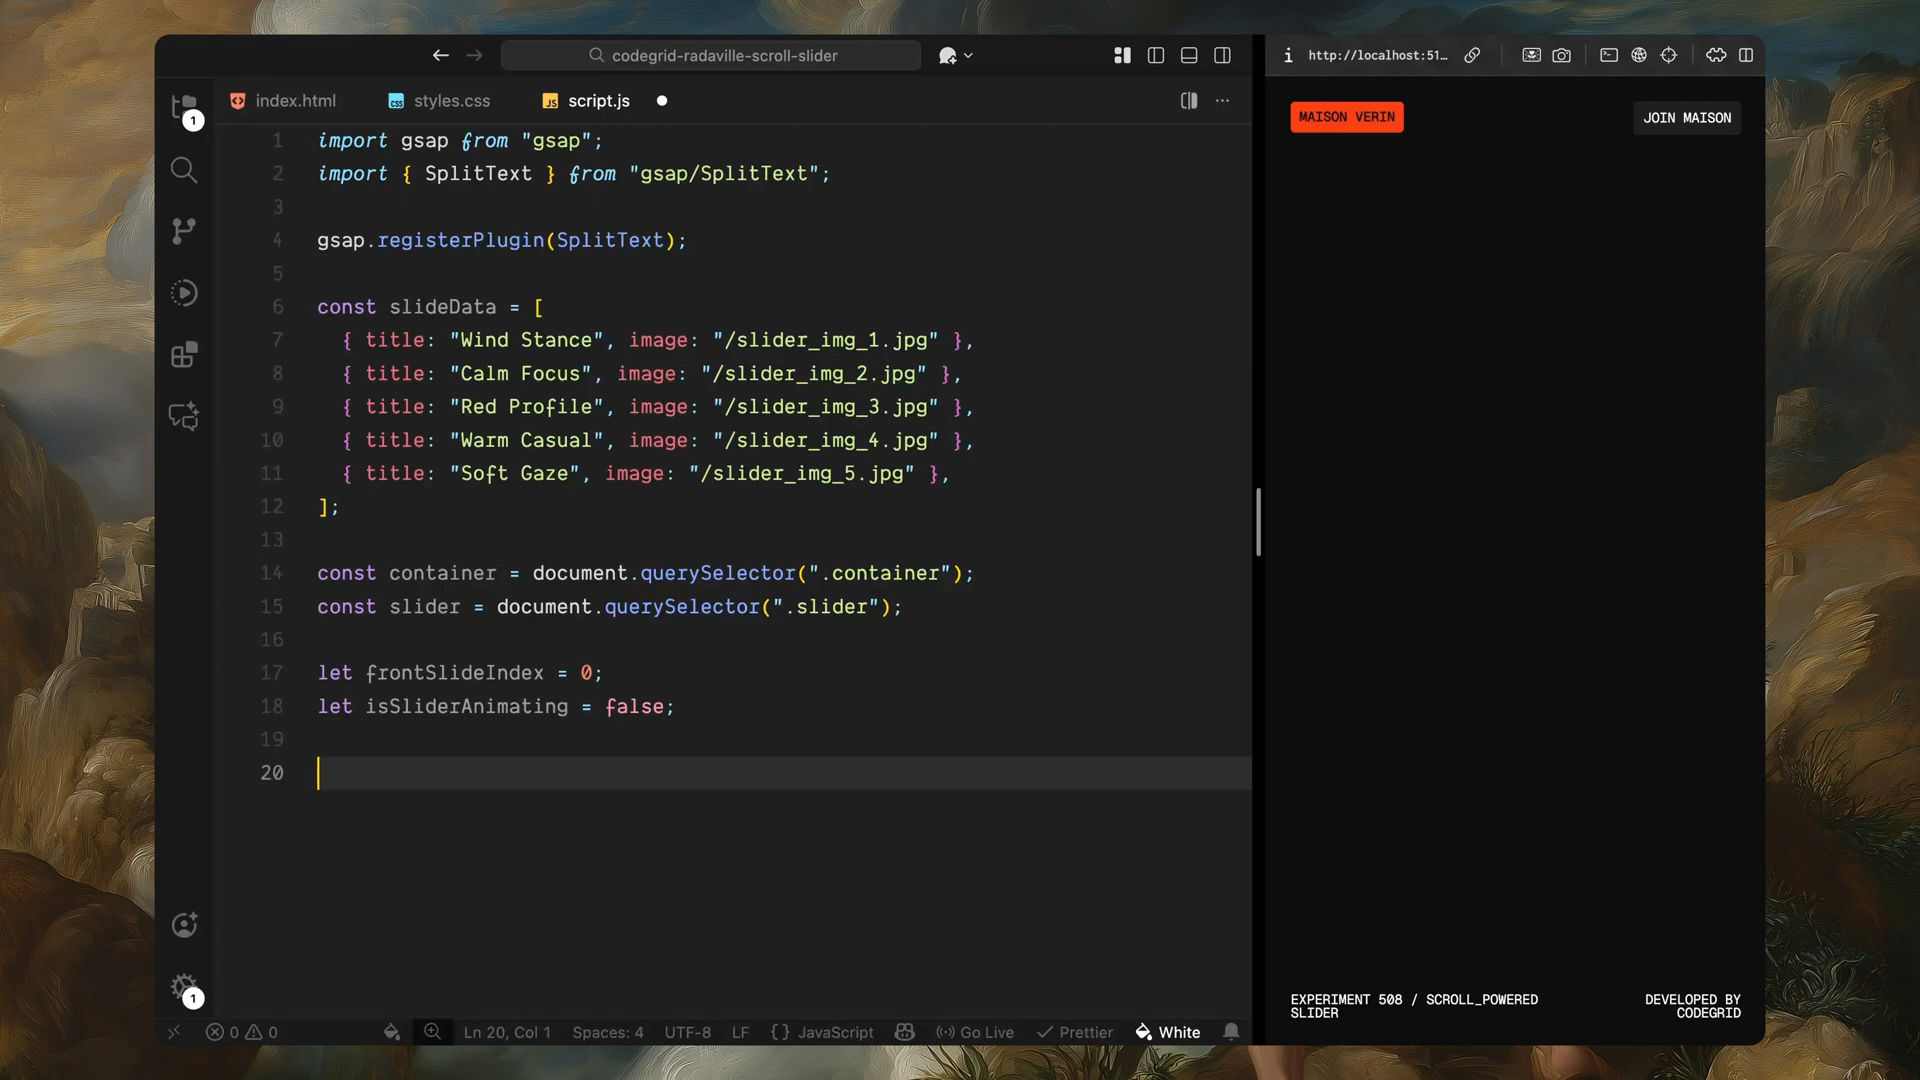 codegrid-radaville-scroll-slider
http://localhost:51…
index.html
styles.css
script.js
1
1 import gsap from "gsap";
2 import { SplitText } from "gsap/SplitText";
3
4 gsap.registerPlugin(SplitText);
5
6 const slideData = [
7 { title: "Wind Stance", image: "/slider_img_1.jpg" },
8 { title: "Calm Focus", image: "/slider_img_2.jpg" },
9 { title: "Red Profile", image: "/slider_img_3.jpg" },
10 { title: "Warm Casual", image: "/slider_img_4.jpg" },
11 { title: "Soft Gaze", image: "/slider_img_5.jpg" },
12 ];
13
14 const container = document.querySelector(".container");
15 const slider = document.querySelector(".slider");
16
17 let frontSlideIndex = 0;
18 let isSliderAnimating = false;
19
20
1
0 0
Ln 20, Col 1
Spaces: 4
UTF-8
LF
{ } JavaScript
Go Live
Prettier
White
MAISON VERIN
JOIN MAISON
EXPERIMENT 508 / SCROLL_POWERED
SLIDER
DEVELOPED BY
CODEGRID